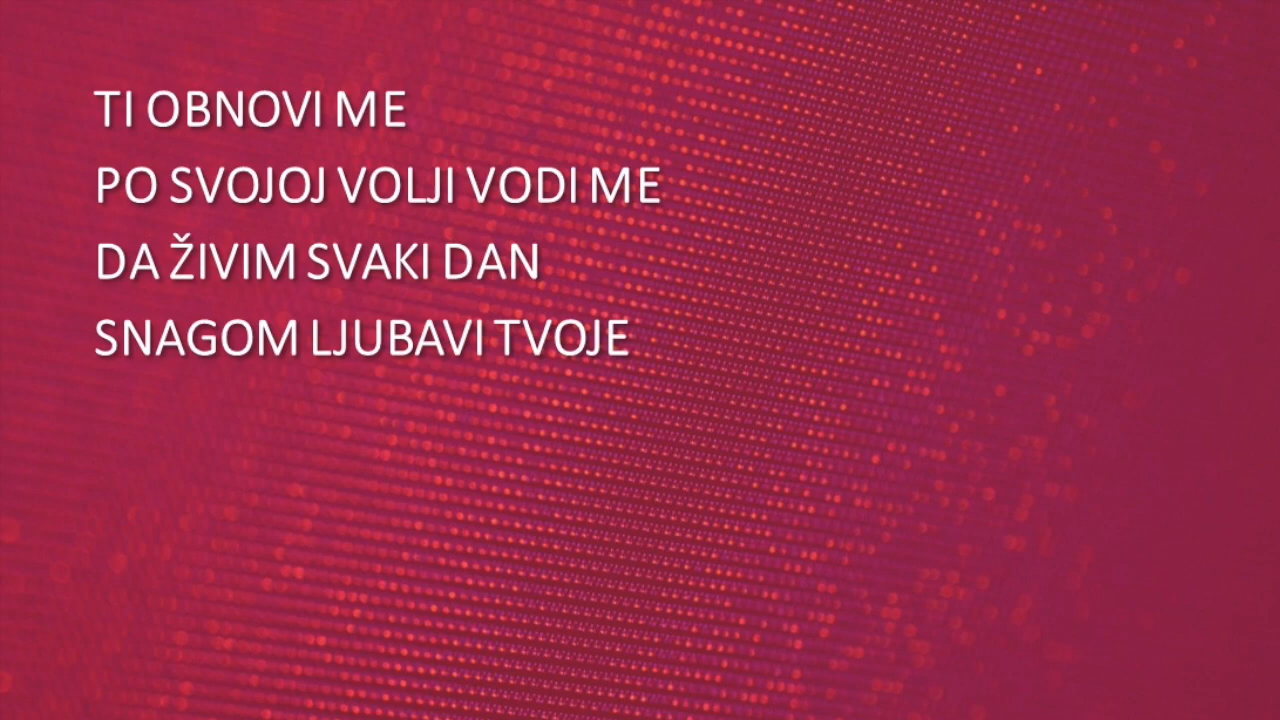 TI OBNOVI ME
PO SVOJOJ VOLJI VODI ME
DA ŽIVIM SVAKI DAN
SNAGOM LJUBAVI TVOJE